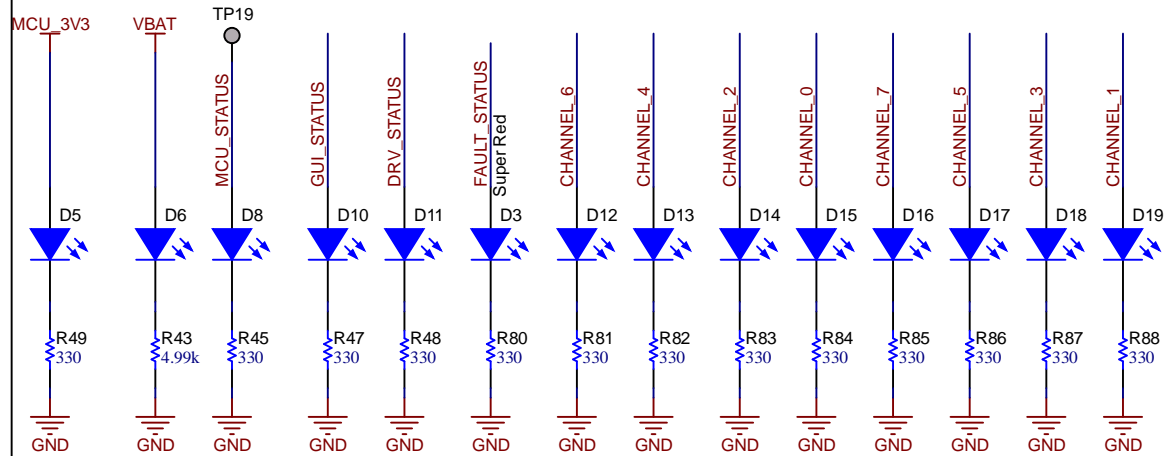 MCU_3V3
VBAT
TP19
MCU_STATUS
GUI_STATUS
DRV_STATUS
FAULT_STATUS
Super Red
CHANNEL_6
CHANNEL_4
CHANNEL_2
CHANNEL_0
CHANNEL_7
CHANNEL_5
CHANNEL_3
CHANNEL_1
D5
D6
D8
D10
D11
D3
D12
D13
D14
D15
D16
D17
D18
D19
R49
330
R43
4.99k
R45
330
R47
330
R48
330
R80
330
R81
330
R82
330
R83
330
R84
330
R85
330
R86
330
R87
330
R88
330
GND
GND
GND
GND
GND
GND
GND
GND
GND
GND
GND
GND
GND
GND